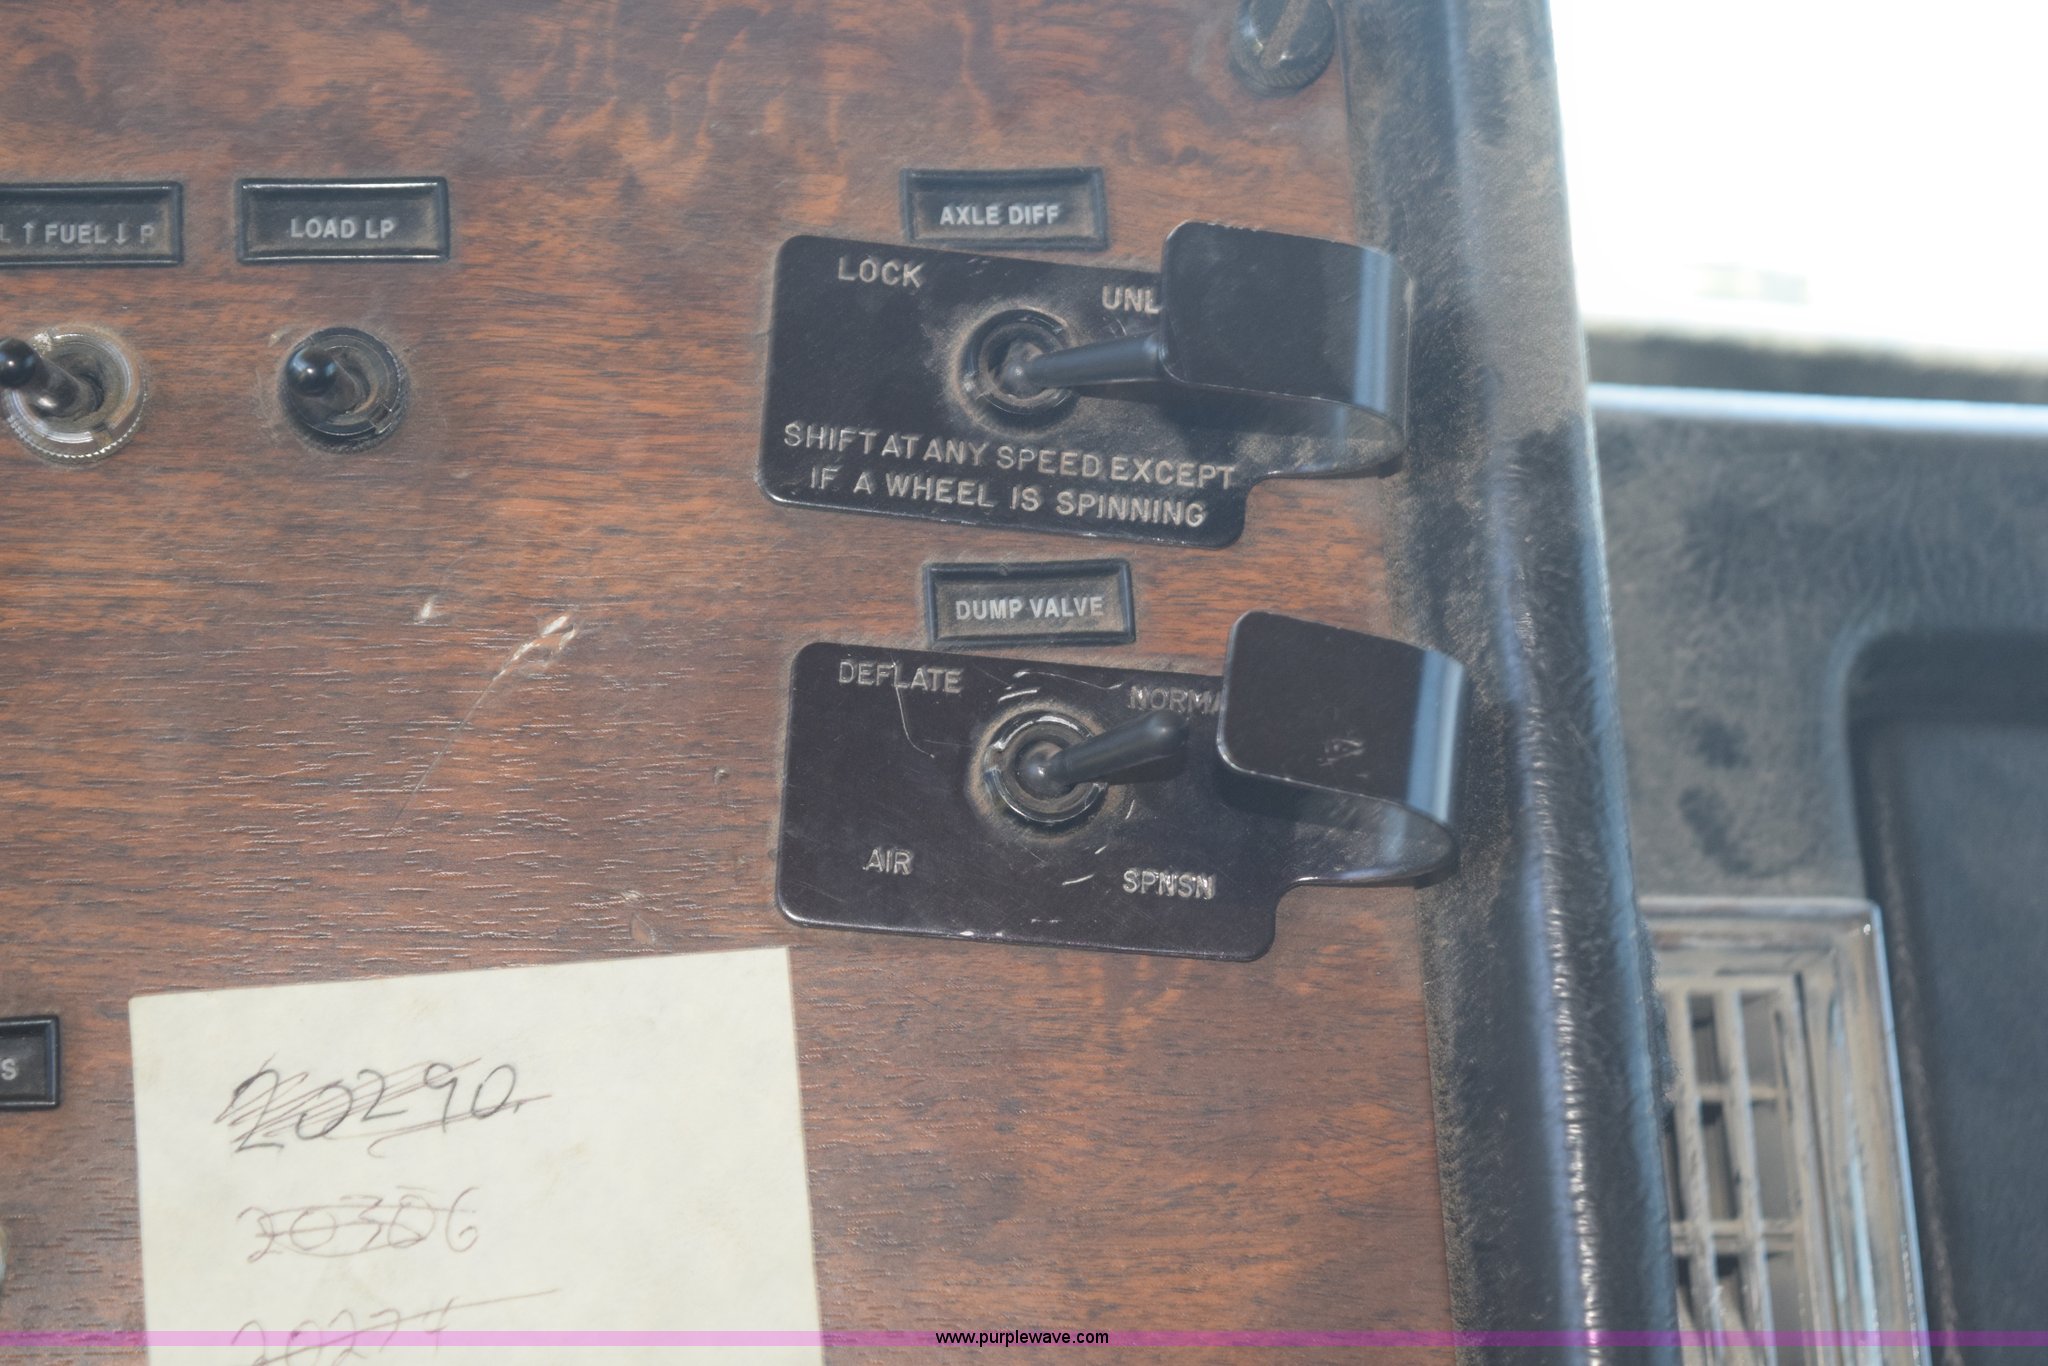 L ↑ FUEL ↓ P
LOAD LP
AXLE DIFF
LOCK
UNL
SHIFT AT ANY SPEED.EXCEPT
IF A WHEEL IS SPINNING
DUMP VALVE
DEFLATE
NORMA
AIR
SPNSN
S
20290
20306
20274
www.purplewave.com